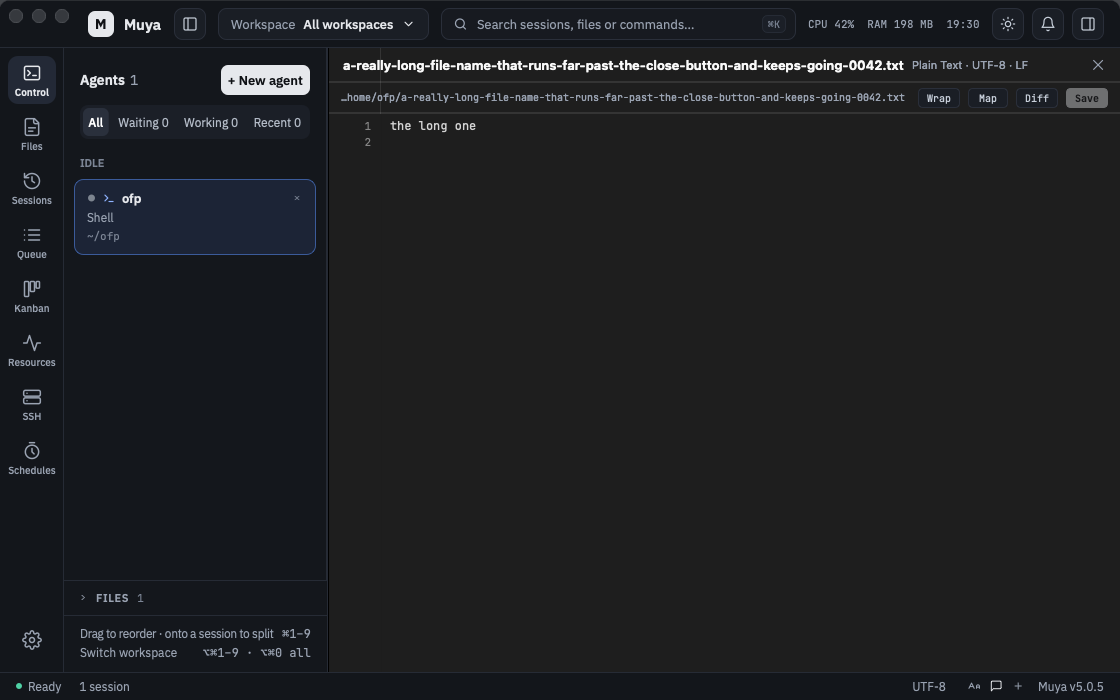 M Muya Workspace All workspaces Search sessions, files or commands... ⌘K CPU 42% RAM 198 MB 19:30
Control
Files
Sessions
Queue
Kanban
Resources
SSH
Schedules
Agents 1 + New agent
All Waiting 0 Working 0 Recent 0
IDLE
ofp ×
Shell
~/ofp
› FILES 1
Drag to reorder · onto a session to split ⌘1–9
Switch workspace ⌥⌘1–9 · ⌥⌘0 all
a-really-long-file-name-that-runs-far-past-the-close-button-and-keeps-going-0042.txt Plain Text · UTF-8 · LF
…home/ofp/a-really-long-file-name-that-runs-far-past-the-close-button-and-keeps-going-0042.txt Wrap Map Diff Save
1 the long one
2
Ready 1 session UTF-8 Aa + Muya v5.0.5